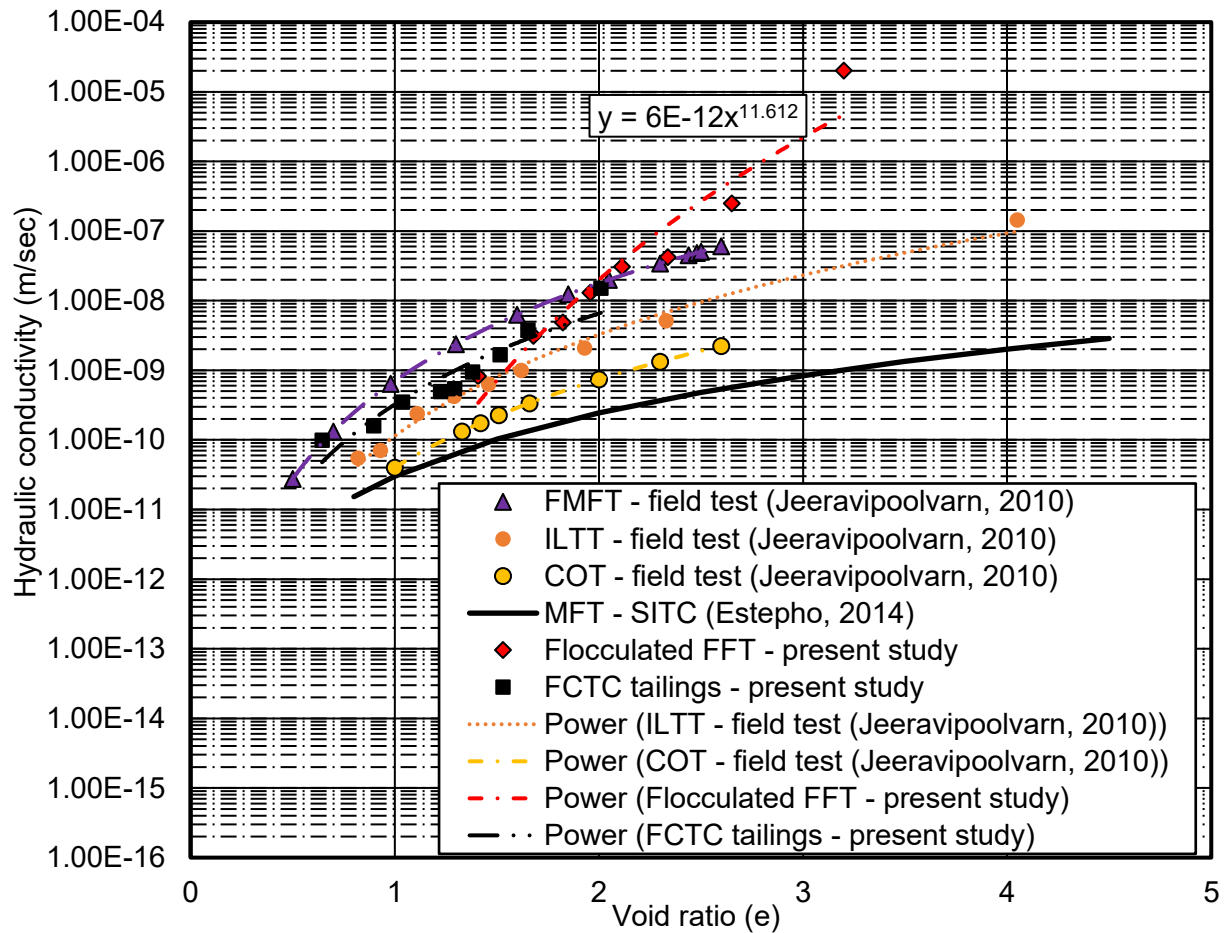 1.00E-04
1.00E-05
1.00E-06
1.00E-07
1.00E-08
1.00E-09
1.00E-10
1.00E-11
1.00E-12
1.00E-13
1.00E-14
1.00E-15
1.00E-16
Hydraulic conductivity (m/sec)
y = 6E-12x^11.612
FMFT - field test (Jeeravipoolvarn, 2010)
ILTT - field test (Jeeravipoolvarn, 2010)
COT - field test (Jeeravipoolvarn, 2010)
MFT - SITC (Estepho, 2014)
Flocculated FFT - present study
FCTC tailings - present study
Power (ILTT - field test (Jeeravipoolvarn, 2010))
Power (COT - field test (Jeeravipoolvarn, 2010))
Power (Flocculated FFT - present study)
Power (FCTC tailings - present study)
0 1 2 3 4 5
Void ratio (e)